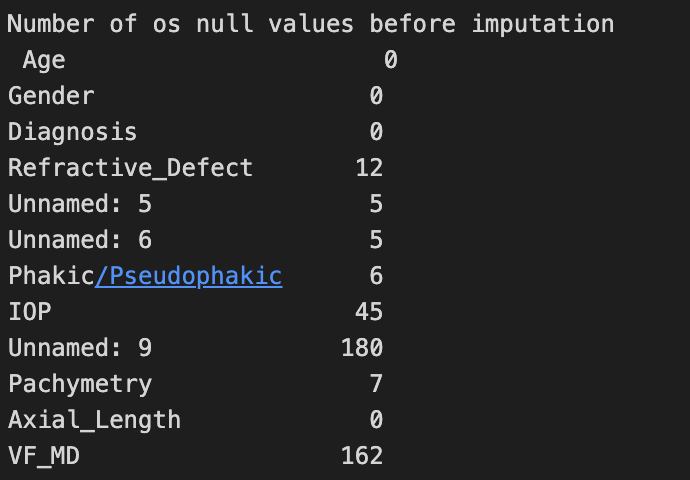 Number of os null values before imputation
Age 0
Gender 0
Diagnosis 0
Refractive_Defect 12
Unnamed: 5 5
Unnamed: 6 5
Phakic/Pseudophakic 6
IOP 45
Unnamed: 9 180
Pachymetry 7
Axial_Length 0
VF_MD 162